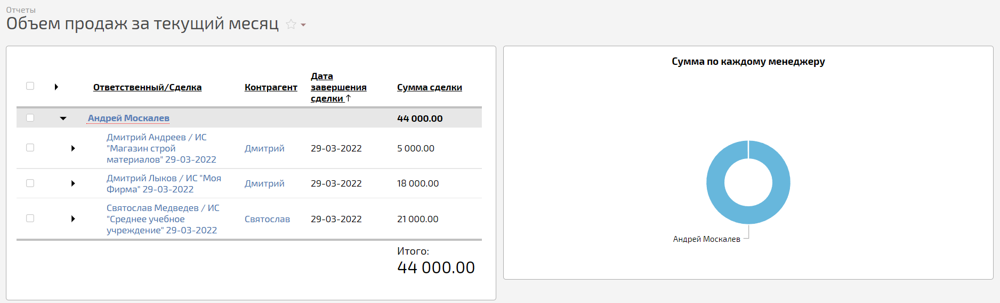 Отчеты
Объем продаж за текущий месяц
Ответственный/Сделка
Контрагент
Дата
завершения
сделки ↑
Сумма сделки
Андрей Москалев
44 000.00
Дмитрий Андреев / ИС
"Магазин строй
материалов" 29-03-2022
Дмитрий
29-03-2022
5 000.00
Дмитрий Лыков / ИС "Моя
Фирма" 29-03-2022
Дмитрий
29-03-2022
18 000.00
Святослав Медведев / ИС
"Среднее учебное
учреждение" 29-03-2022
Святослав
29-03-2022
21 000.00
Итого:
44 000.00
Сумма по каждому менеджеру
Андрей Москалев